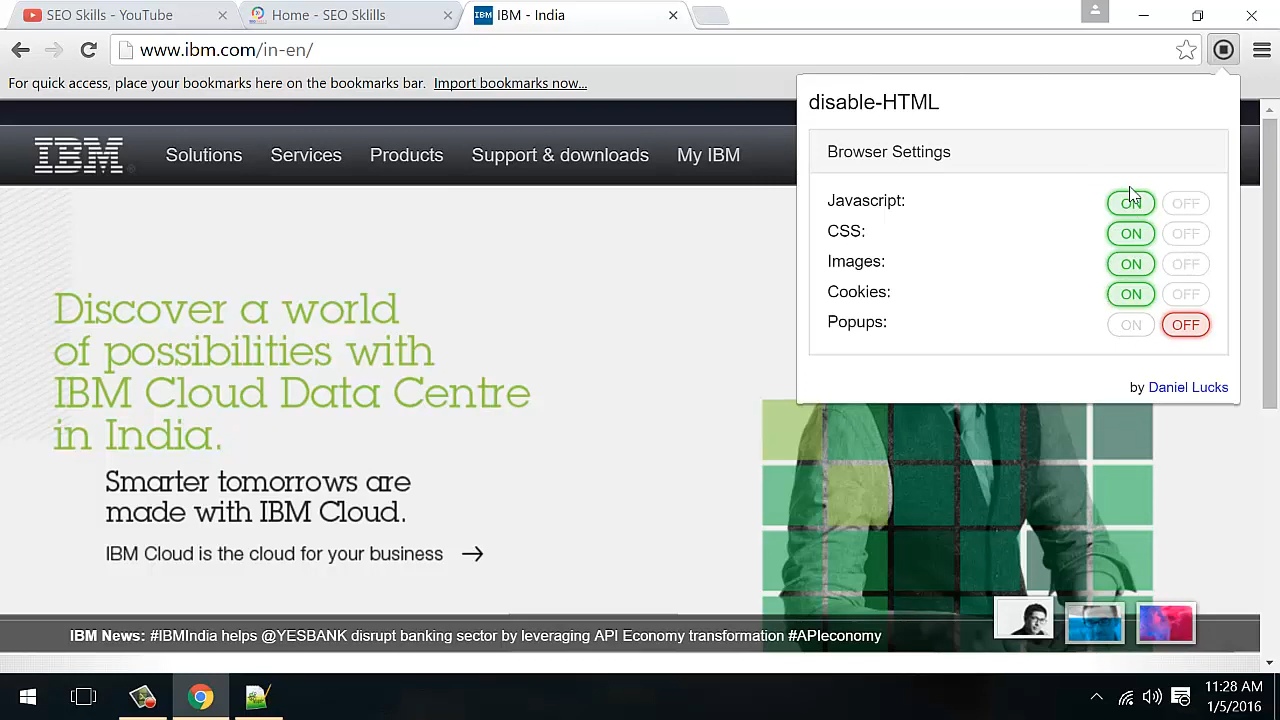 SEO Skills - YouTube
Home - SEO Sklills
IBM - India
www.ibm.com/in-en/
For quick access, place your bookmarks here on the bookmarks bar. Import bookmarks now...
disable-HTML
Browser Settings
Javascript: ON OFF
CSS: ON OFF
Images: ON OFF
Cookies: ON OFF
Popups: ON OFF
by Daniel Lucks
IBM Solutions Services Products Support & downloads My IBM
Discover a world
of possibilities with
IBM Cloud Data Centre
in India.
Smarter tomorrows are
made with IBM Cloud.
IBM Cloud is the cloud for your business →
IBM News: #IBMIndia helps @YESBANK disrupt banking sector by leveraging API Economy transformation #APIeconomy
11:28 AM
1/5/2016